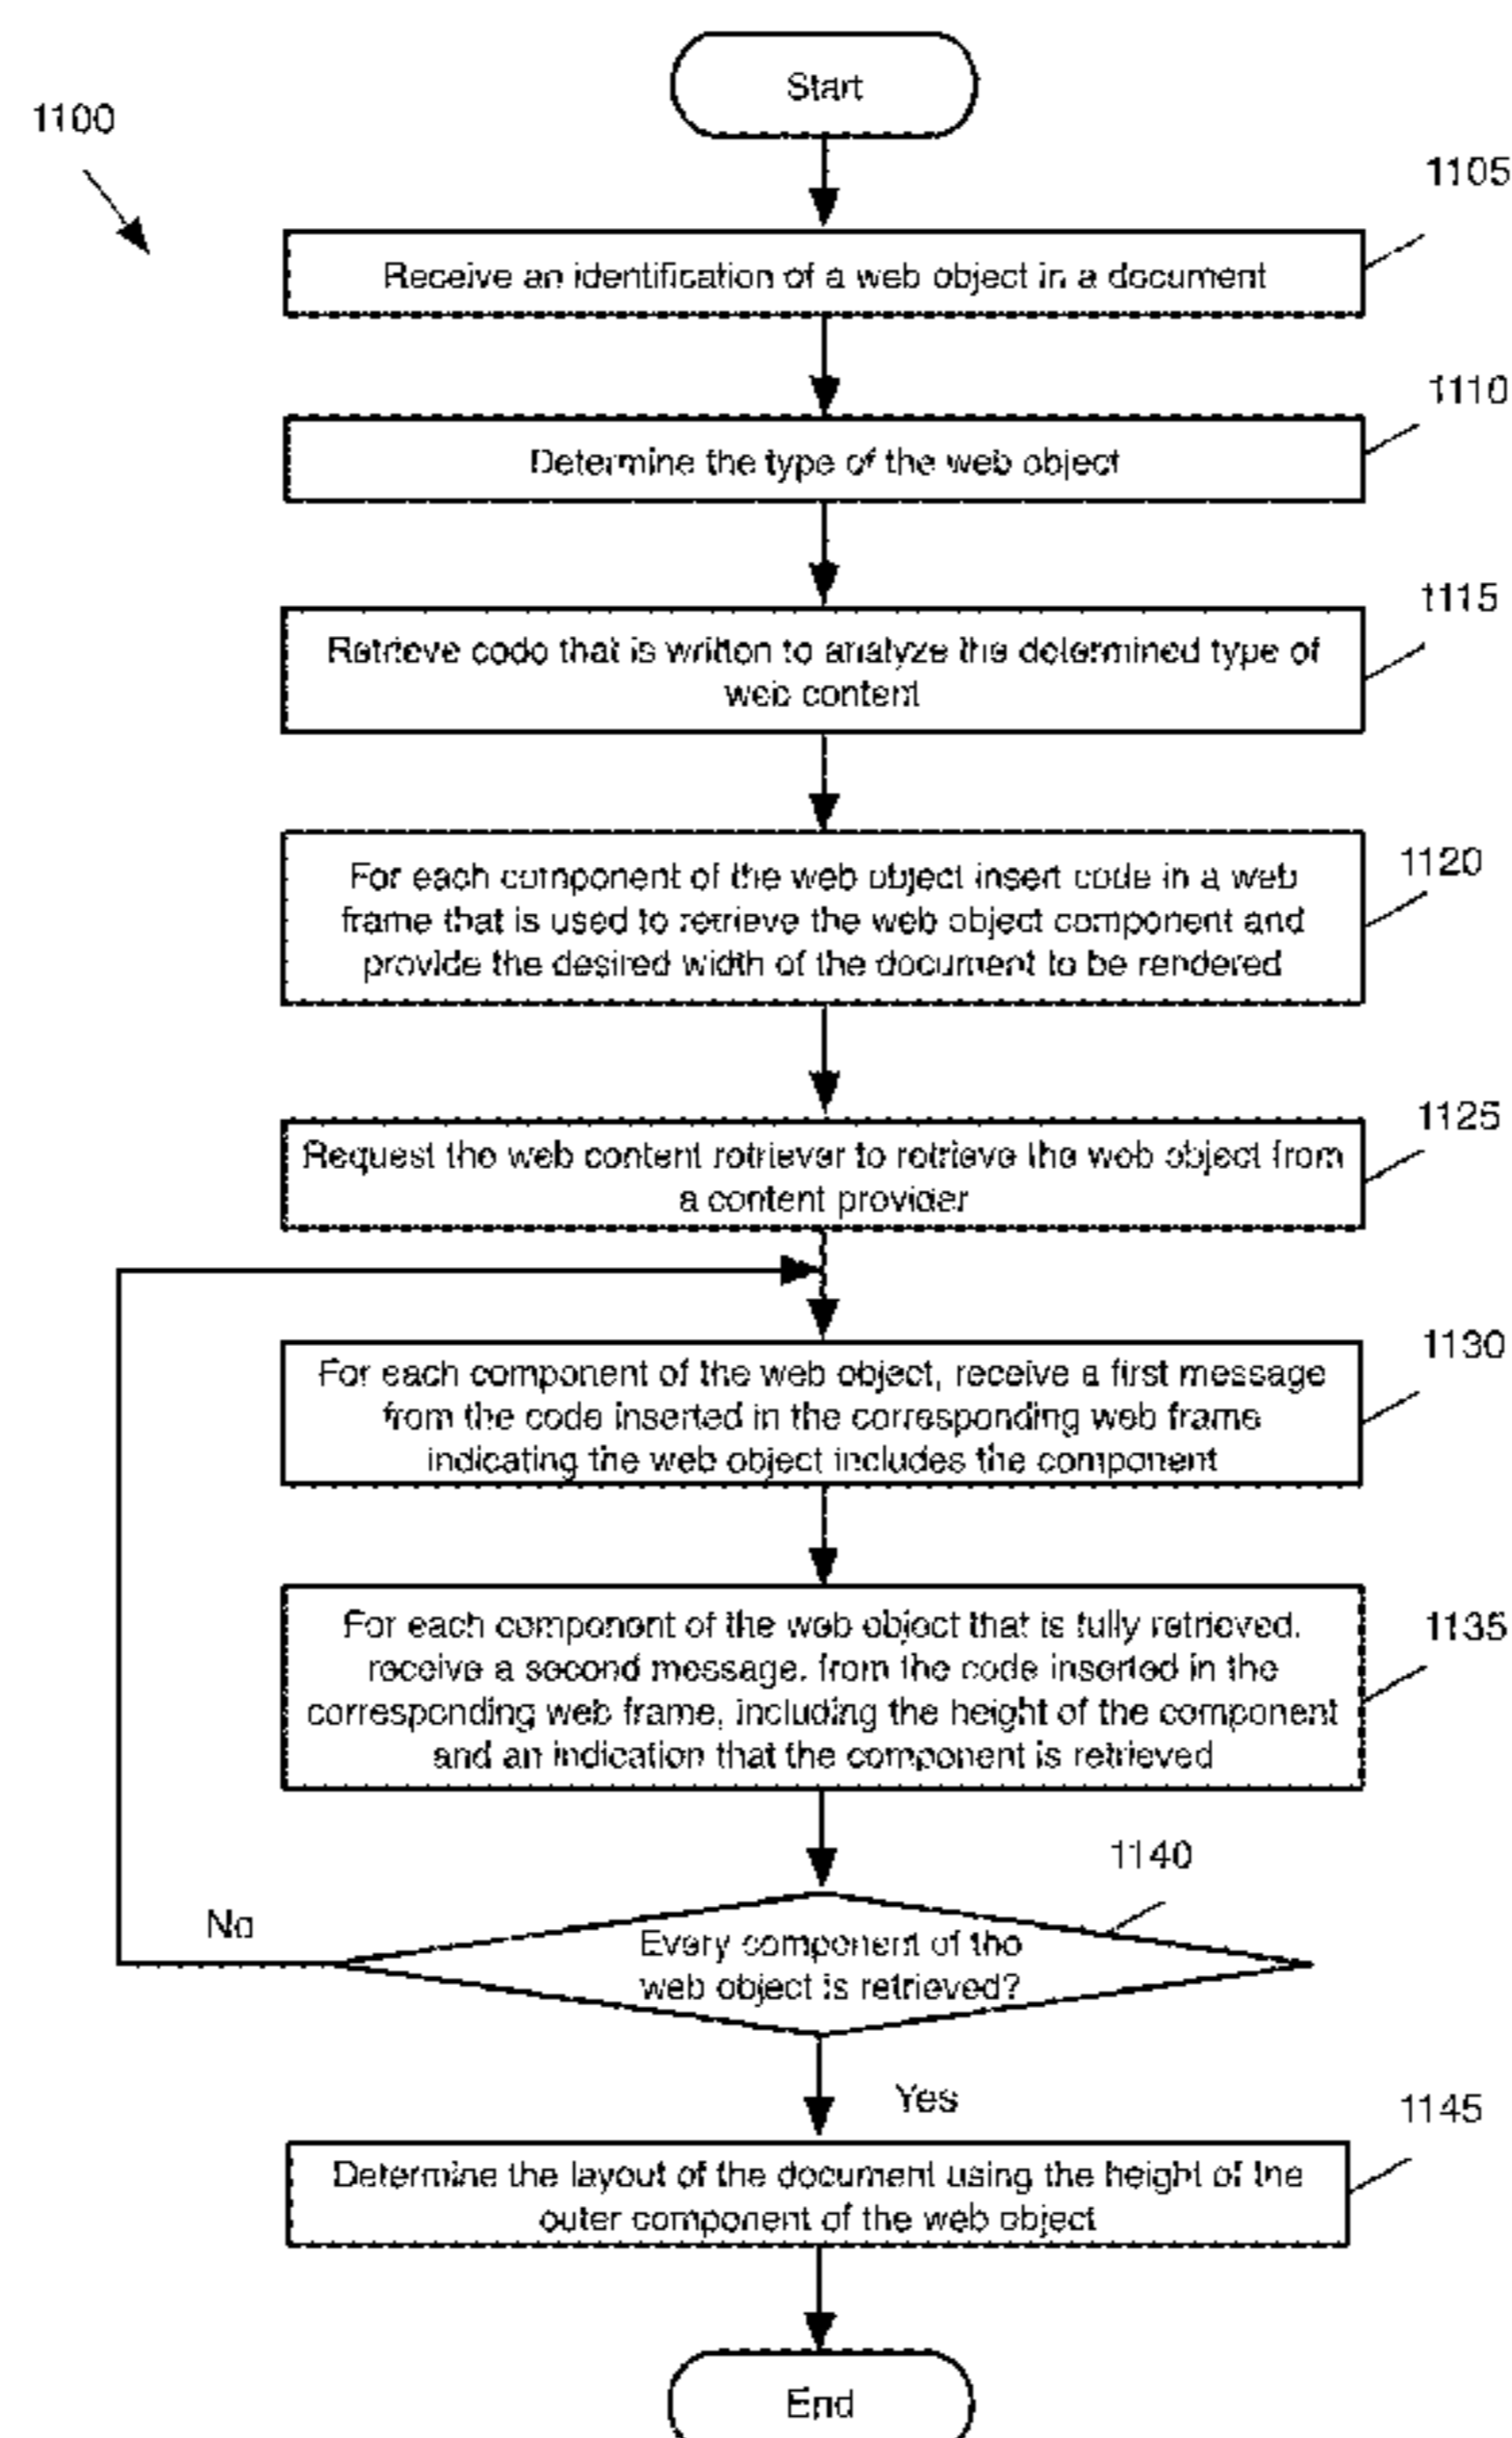 Start
1100
1105
Receive an identification of a web object in a document
1110
Determine the type of the web object
1115
Retrieve code that is written to analyze the determined type of
web content
1120
For each component of the web object insert code in a web
frame that is used to retrieve the web object component and
provide the desired width of the document to be rendered
1125
Request the web content retriever to retrieve the web object from
a content provider
1130
For each component of the web object, receive a first message
from the code inserted in the corresponding web frame
indicating the web object includes the component
1135
For each component of the web object that is fully retrieved,
receive a second message, from the code inserted in the
corresponding web frame, including the height of the component
and an indication that the component is retrieved
1140
No
Every component of the
web object is retrieved?
Yes
1145
Determine the layout of the document using the height of the
outer component of the web object
End